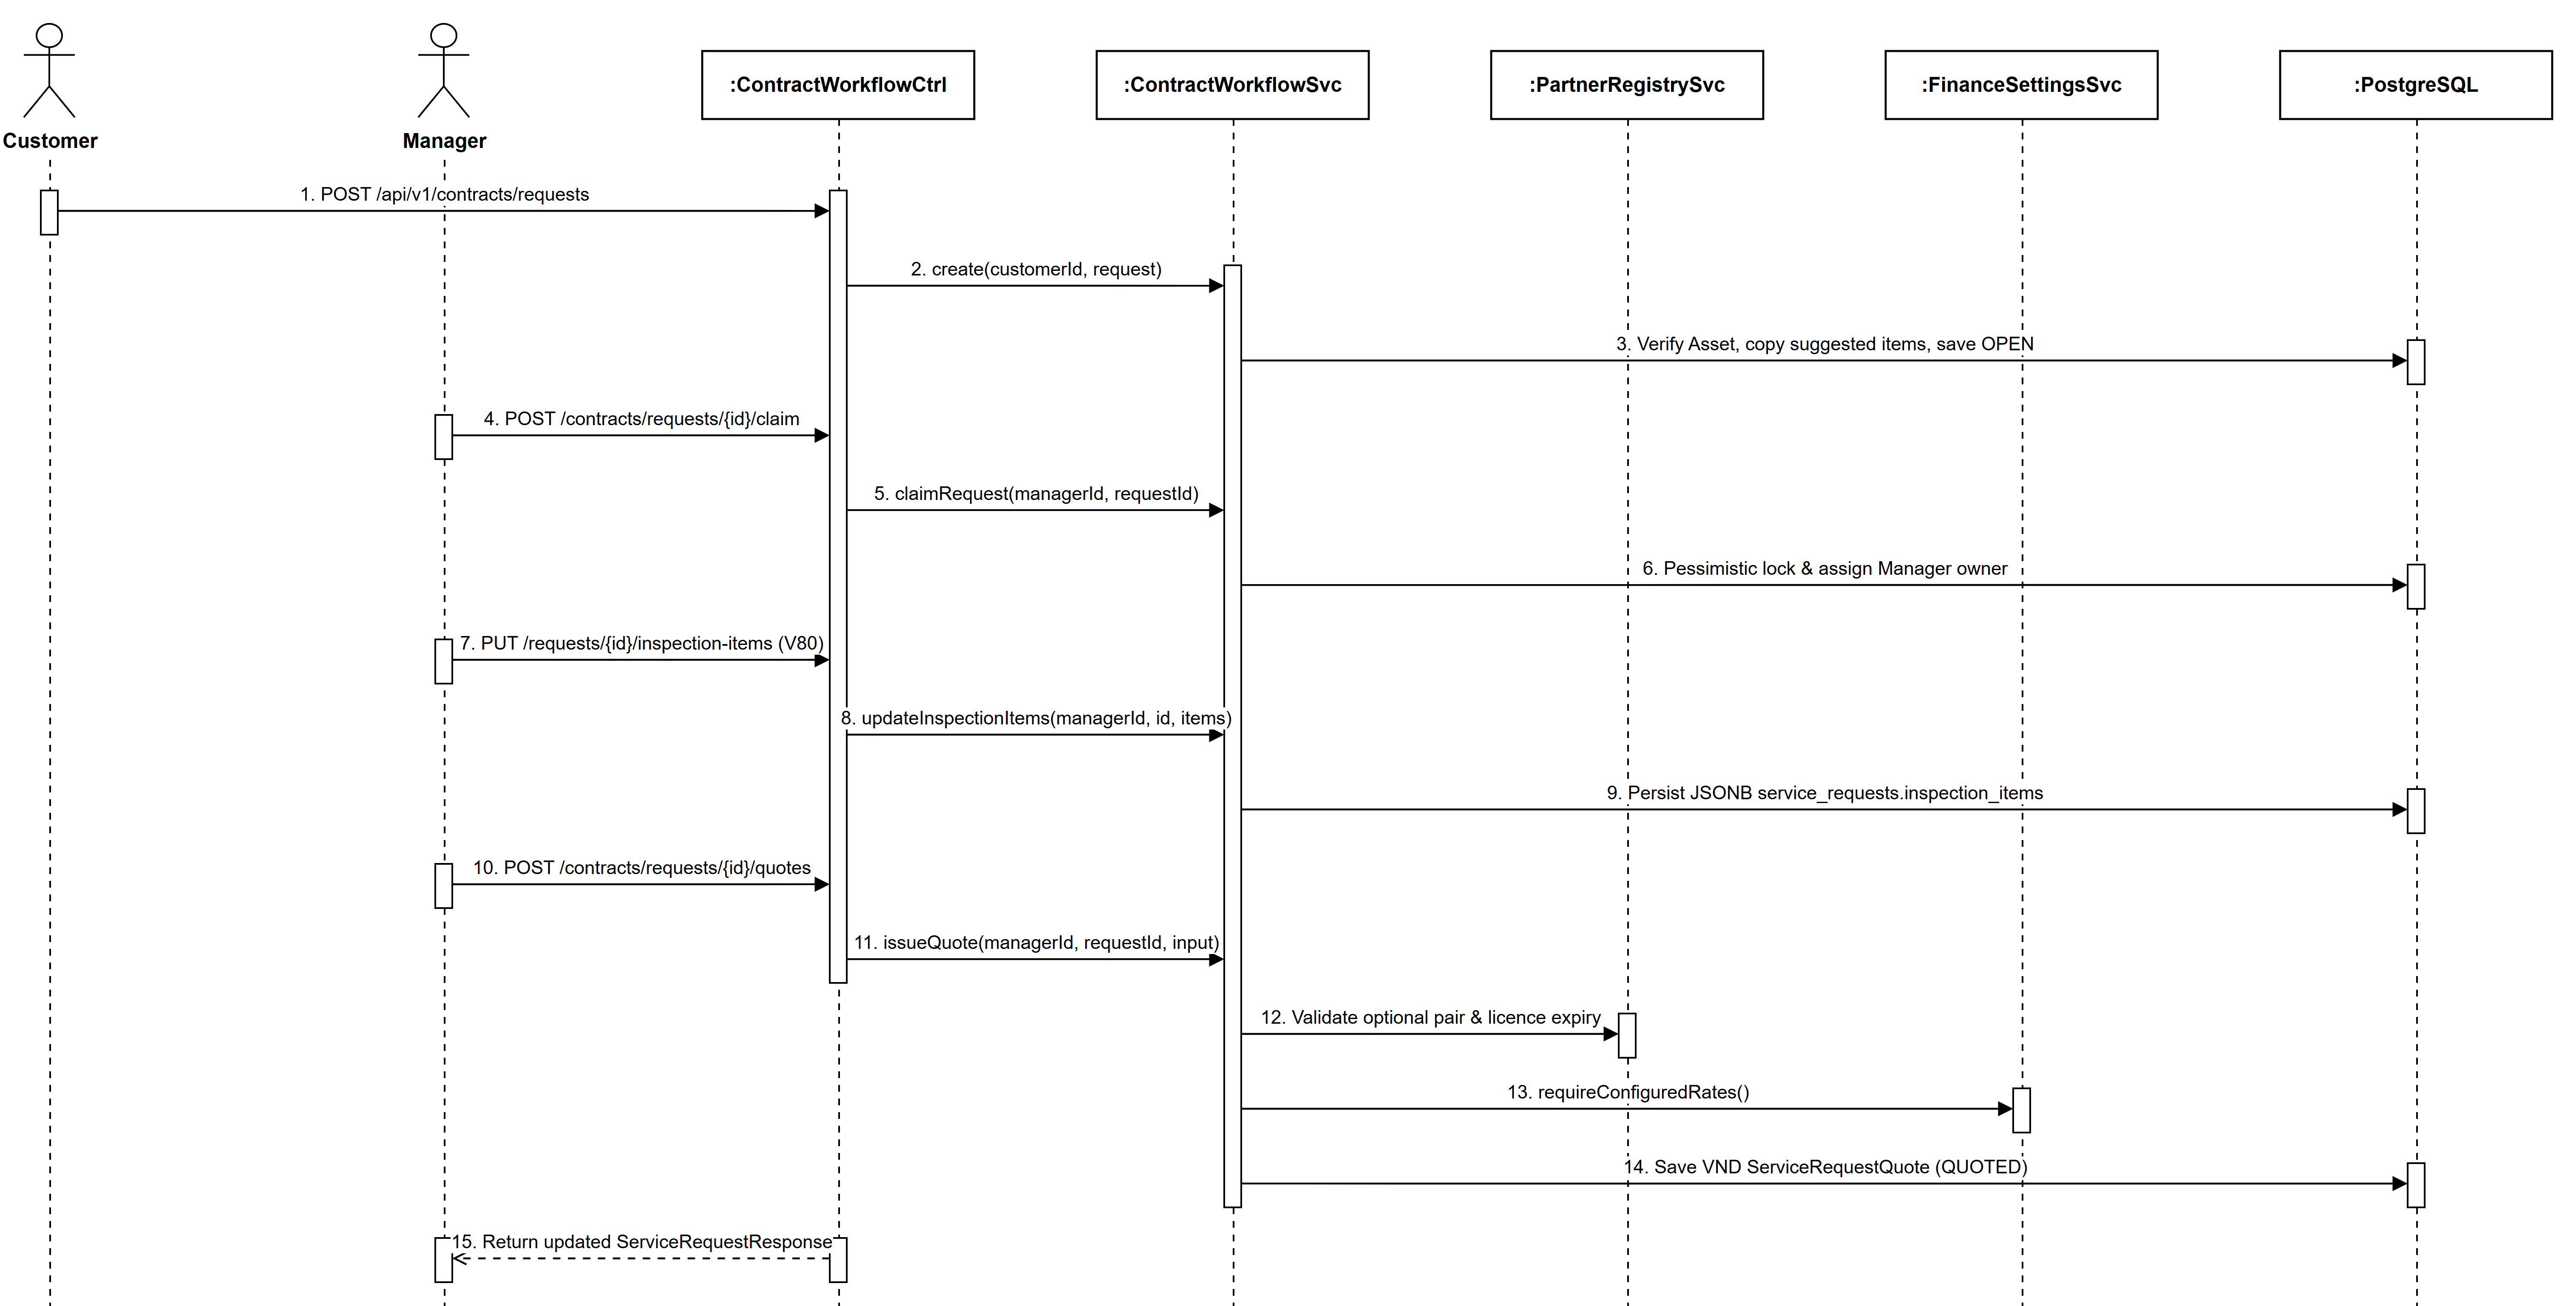 :ContractWorkflowCtrl
:ContractWorkflowSvc
:PartnerRegistrySvc
:FinanceSettingsSvc
:PostgreSQL
Customer
Manager
1. POST /api/v1/contracts/requests
2. create(customerId, request)
3. Verify Asset, copy suggested items, save OPEN
4. POST /contracts/requests/{id}/claim
5. claimRequest(managerId, requestId)
6. Pessimistic lock & assign Manager owner
7. PUT /requests/{id}/inspection-items (V80)
8. updateInspectionItems(managerId, id, items)
9. Persist JSONB service_requests.inspection_items
10. POST /contracts/requests/{id}/quotes
11. issueQuote(managerId, requestId, input)
12. Validate optional pair & licence expiry
13. requireConfiguredRates()
14. Save VND ServiceRequestQuote (QUOTED)
15. Return updated ServiceRequestResponse